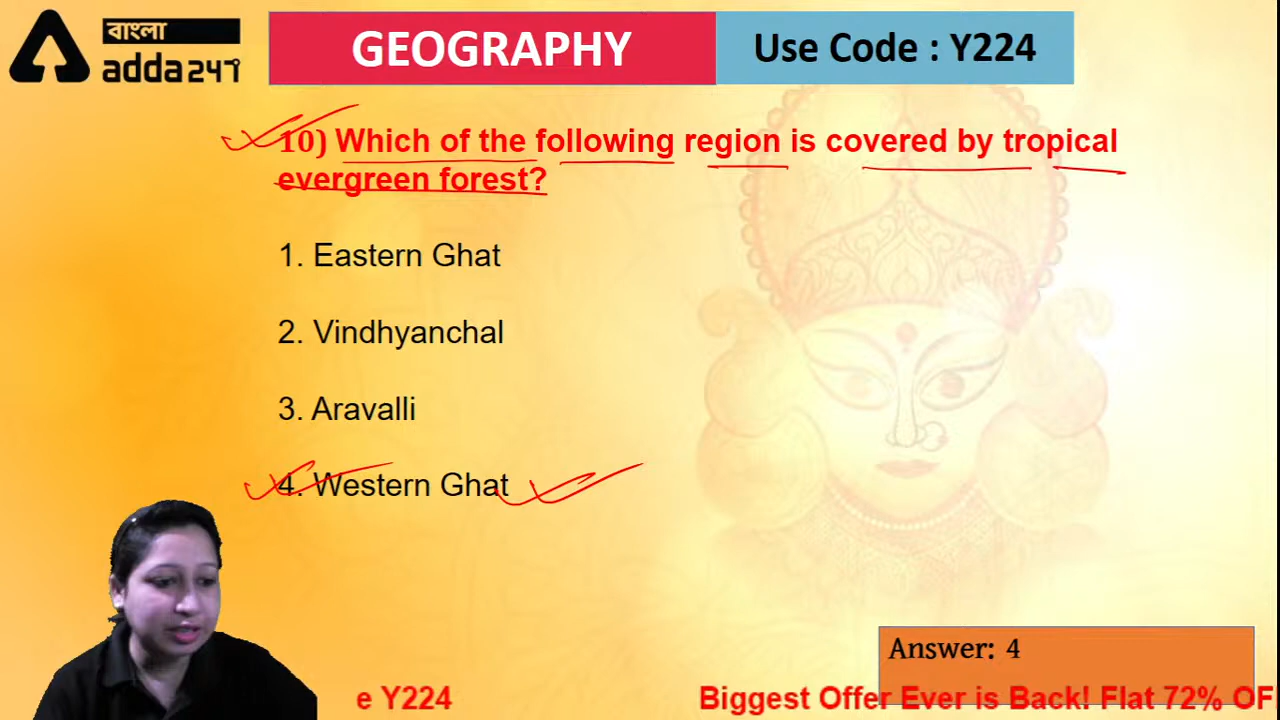 বাংলা
adda247
GEOGRAPHY
Use Code : Y224
10) Which of the following region is covered by tropical
evergreen forest?
1. Eastern Ghat
2. Vindhyanchal
3. Aravalli
4. Western Ghat
Answer: 4
e Y224
Biggest Offer Ever is Back! Flat 72% OF